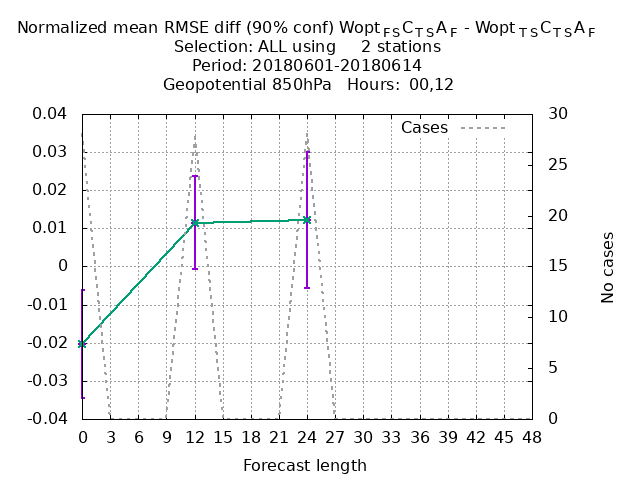 Normalized mean RMSE diff (90% conf) Wopt FS C TS A F - Wopt TS C TS A F
Selection: ALL using 2 stations
Period: 20180601-20180614
Geopotential 850hPa Hours: 00,12
Cases
0.04
0.03
0.02
0.01
0
-0.01
-0.02
-0.03
-0.04
30
25
20
15
10
5
0
No cases
0 3 6 9 12 15 18 21 24 27 30 33 36 39 42 45 48
Forecast length